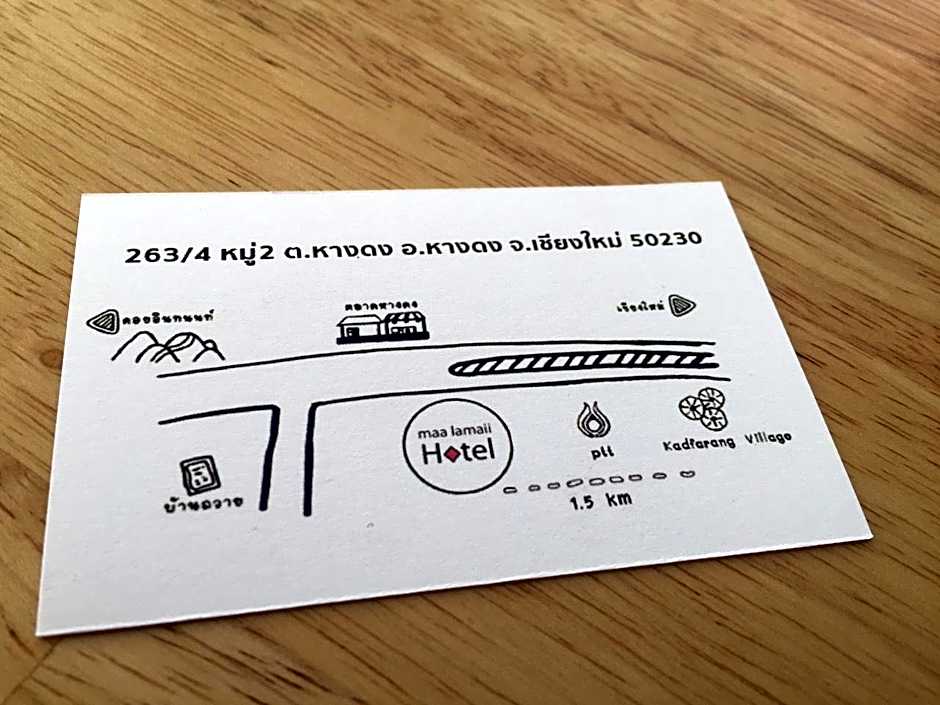 263/4 หมู่2 ต.หางดง อ.หางดง จ.เชียงใหม่ 50230
ดอยอินทนนท์
ตลาดหางดง
เชียงใหม่
maa lamaii
Hotel
ptt
Kadfarang Village
บ้านถวาย
1.5 km